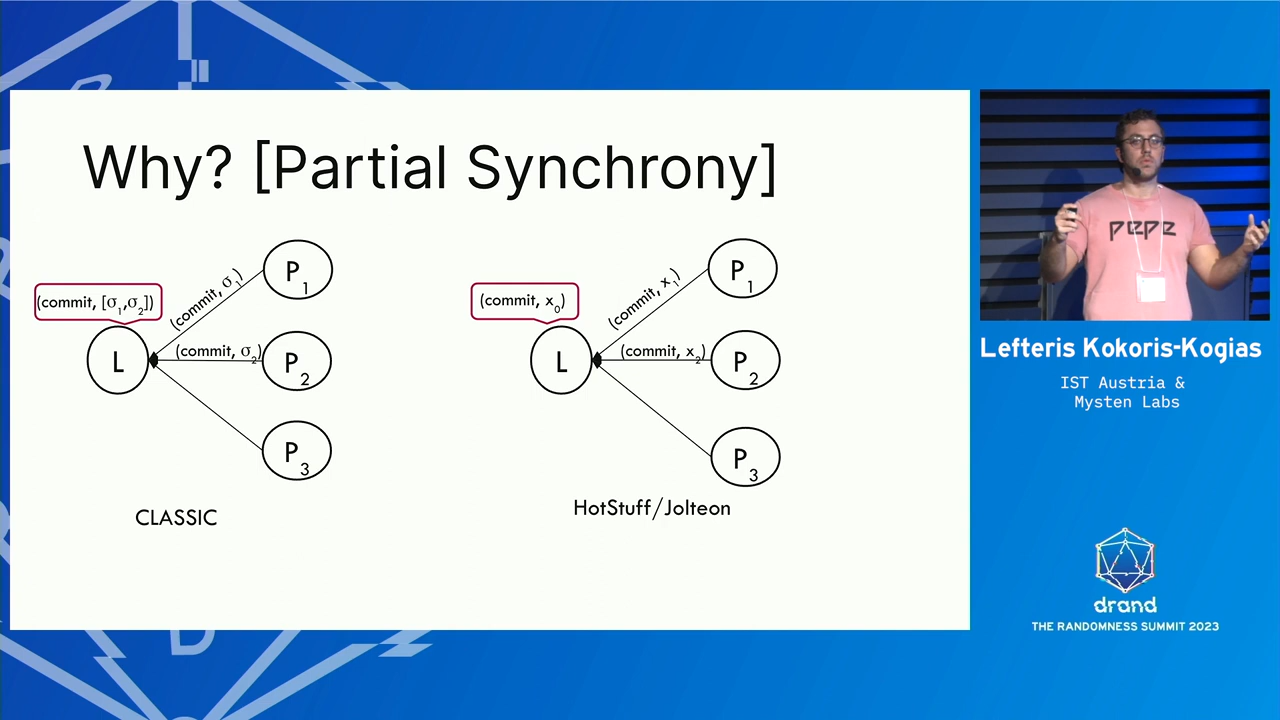 Why? [Partial Synchrony]
(commit, [σ1,σ2])
(commit, σ1)
(commit, σ2)
L
P1
P2
P3
CLASSIC
(commit, x0)
(commit, x1)
(commit, x2)
L
P1
P2
P3
HotStuff/Jolteon
pepe
Lefteris Kokoris-Kogias
IST Austria &
Mysten Labs
drand
THE RANDOMNESS SUMMIT 2023